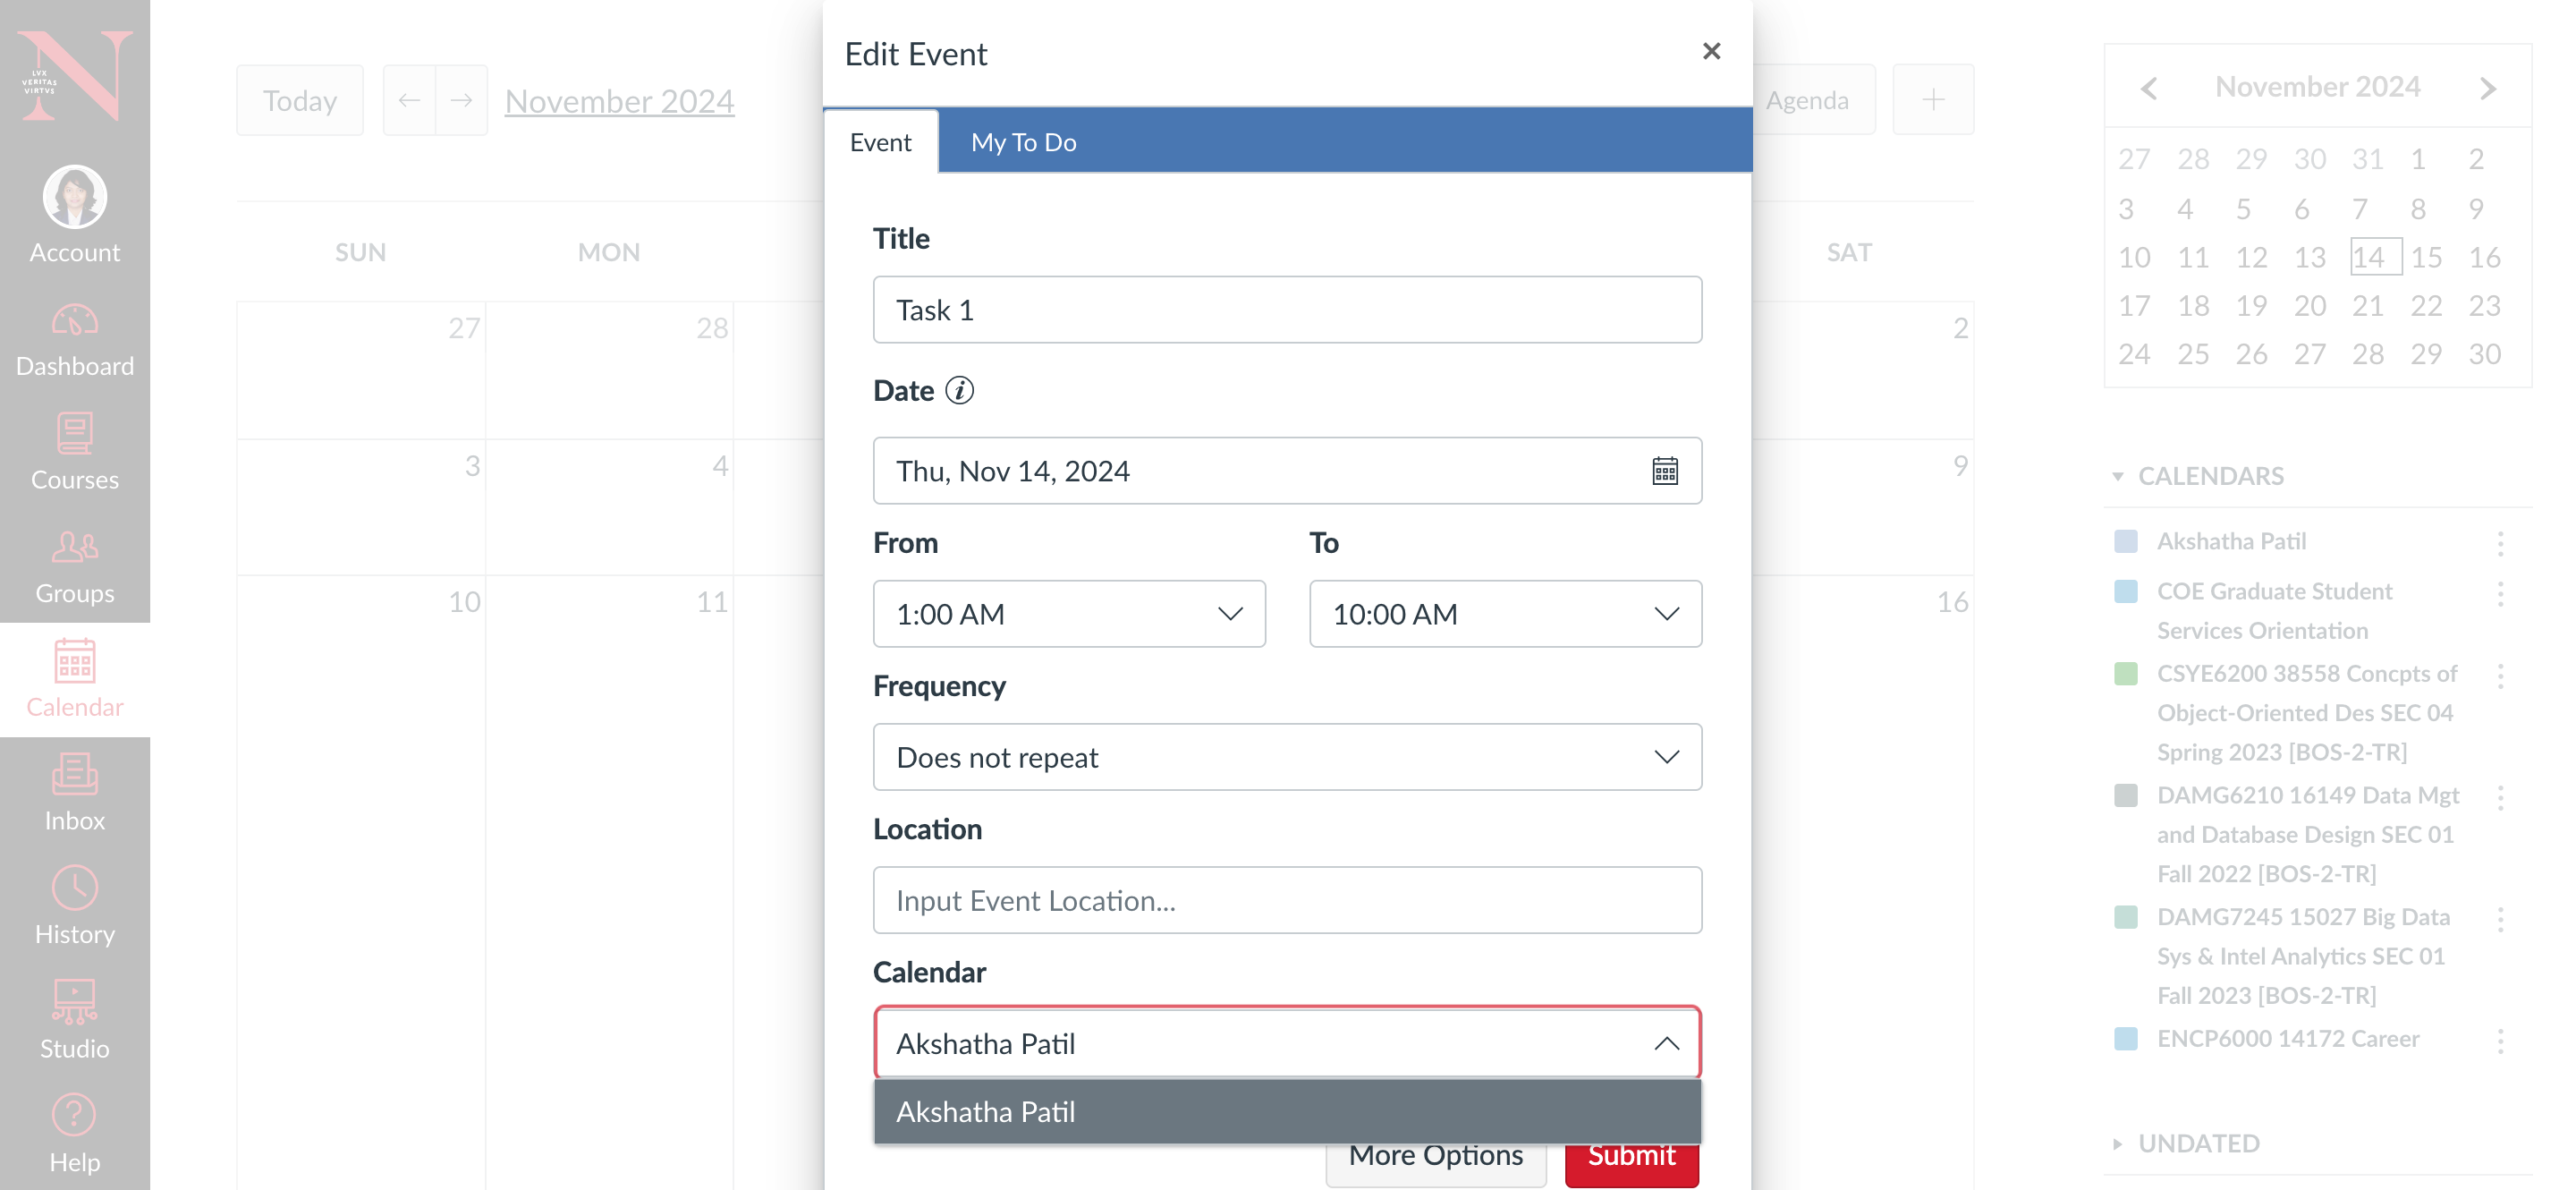 N
LVX
VERITAS
VIRTVS
Account
Dashboard
Courses
Groups
Calendar
Inbox
History
Studio
Help
Today
← →
November 2024
SUN MON
27 28
3 4
10 11
Edit Event
×
Event My To Do
Title
Task 1
Date i
Thu, Nov 14, 2024
From To
1:00 AM 10:00 AM
Frequency
Does not repeat
Location
Input Event Location...
Calendar
Akshatha Patil
Akshatha Patil
More Options Submit
Agenda +
SAT
2
9
16
November 2024
27 28 29 30 31 1 2
3 4 5 6 7 8 9
10 11 12 13 14 15 16
17 18 19 20 21 22 23
24 25 26 27 28 29 30
CALENDARS
Akshatha Patil
COE Graduate Student
Services Orientation
CSYE6200 38558 Concpts of
Object-Oriented Des SEC 04
Spring 2023 [BOS-2-TR]
DAMG6210 16149 Data Mgt
and Database Design SEC 01
Fall 2022 [BOS-2-TR]
DAMG7245 15027 Big Data
Sys & Intel Analytics SEC 01
Fall 2023 [BOS-2-TR]
ENCP6000 14172 Career
UNDATED